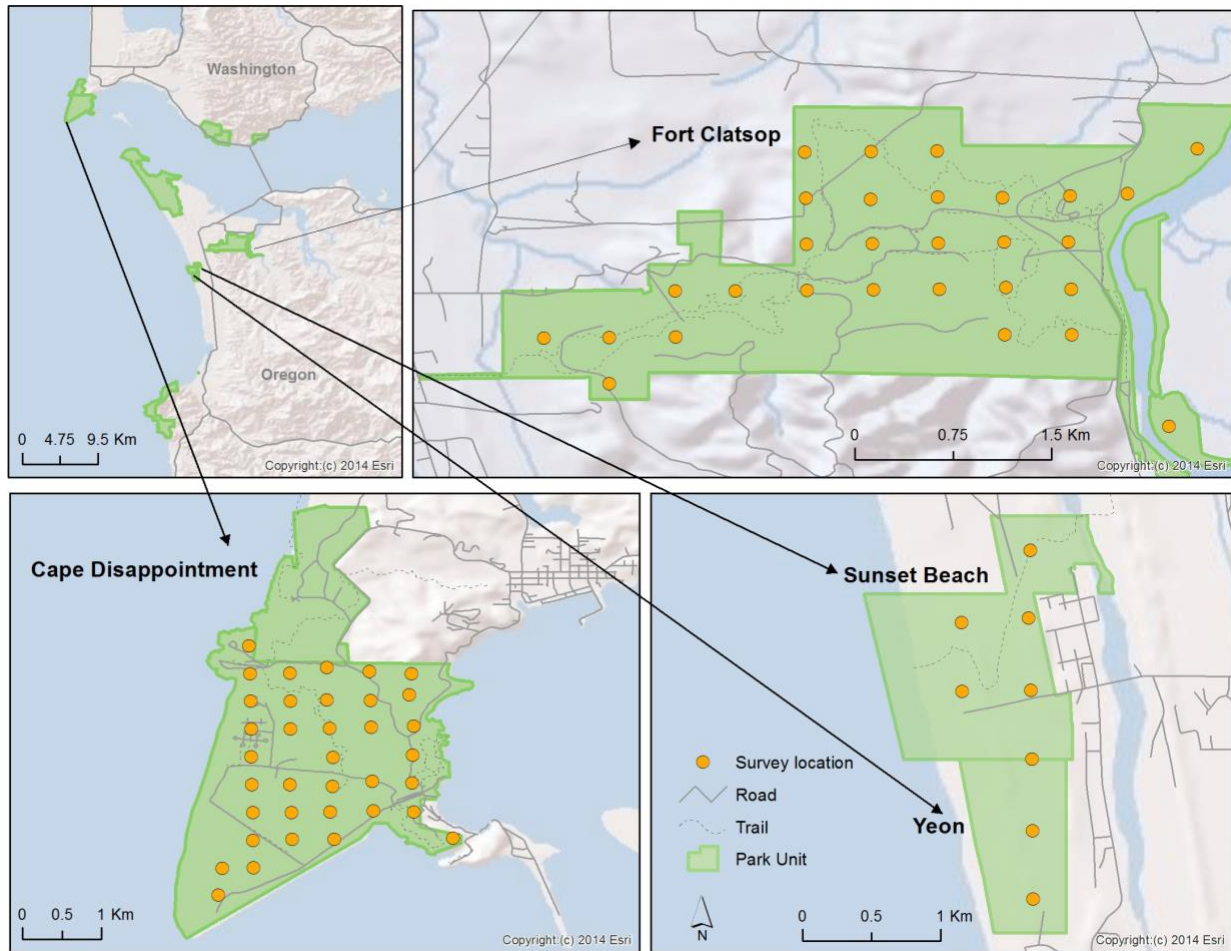 Washington
Oregon
0 4.75 9.5 Km
Copyright:(c) 2014 Esri
Fort Clatsop
0 0.75 1.5 Km
Copyright:(c) 2014 Esri
Cape Disappointment
0 0.5 1 Km
Copyright:(c) 2014 Esri
Sunset Beach
Survey location
Road
Yeon
Trail
Park Unit
N
0 0.5 1 Km
Copyright:(c) 2014 Esri